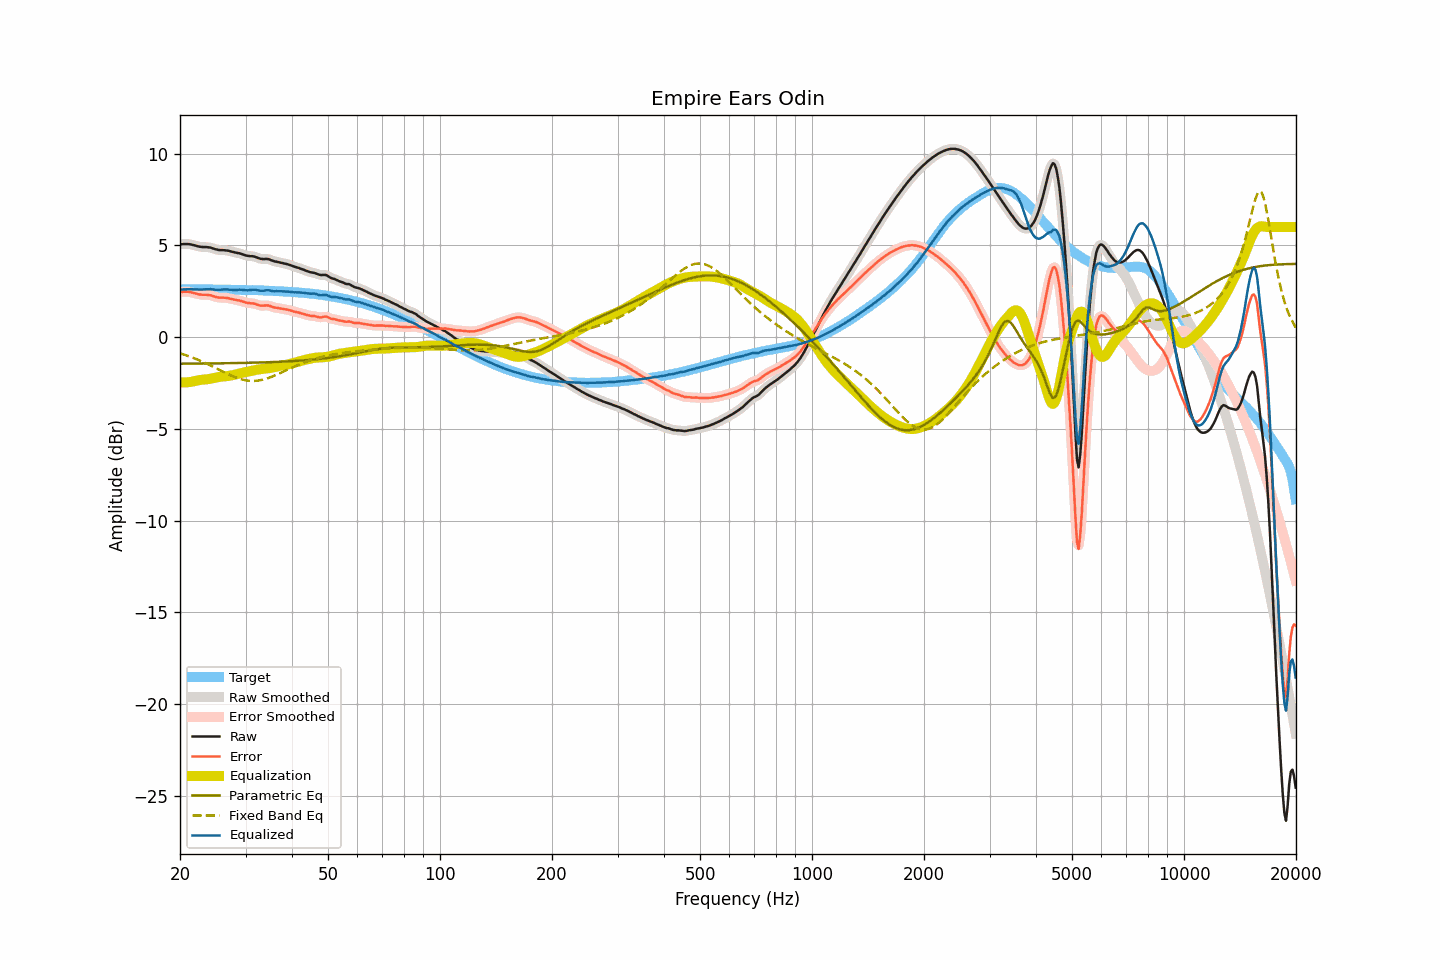 Empire Ears Odin
Amplitude (dBr)
10
5
0
−5
−10
−15
−20
−25
Target
Raw Smoothed
Error Smoothed
Raw
Error
Equalization
Parametric Eq
Fixed Band Eq
Equalized
20 50 100 200 500 1000 2000 5000 10000 20000
Frequency (Hz)